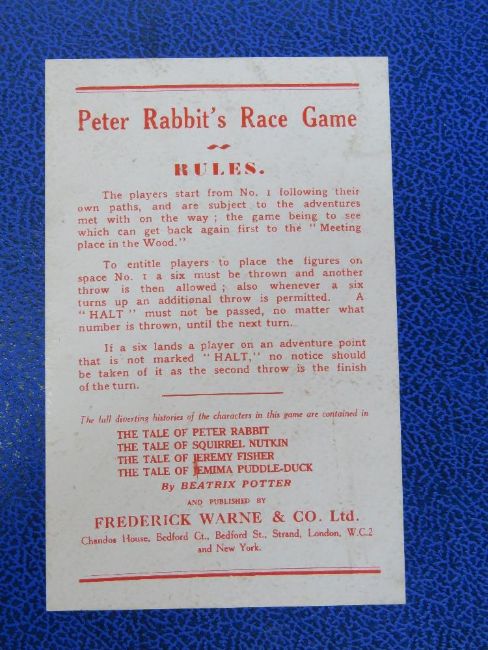 Peter Rabbit's Race Game
RULES.
The players start from No. 1 following their
own paths, and are subject to the adventures
met with on the way ; the game being to see
which can get back again first to the " Meeting
place in the Wood."
To entitle players to place the figures on
space No. 1 a six must be thrown and another
throw is then allowed ; also whenever a six
turns up an additional throw is permitted. A
" HALT " must not be passed, no matter what
number is thrown, until the next turn.
If a six lands a player on an adventure point
that is not marked " HALT," no notice should
be taken of it as the second throw is the finish
of the turn.
The full diverting histories of the characters in this game are contained in
THE TALE OF PETER RABBIT
THE TALE OF SQUIRREL NUTKIN
THE TALE OF JEREMY FISHER
THE TALE OF JEMIMA PUDDLE-DUCK
By BEATRIX POTTER
AND PUBLISHED BY
FREDERICK WARNE & CO. Ltd.
Chandos House, Bedford Ct., Bedford St., Strand, London, W.C.2
and New York.